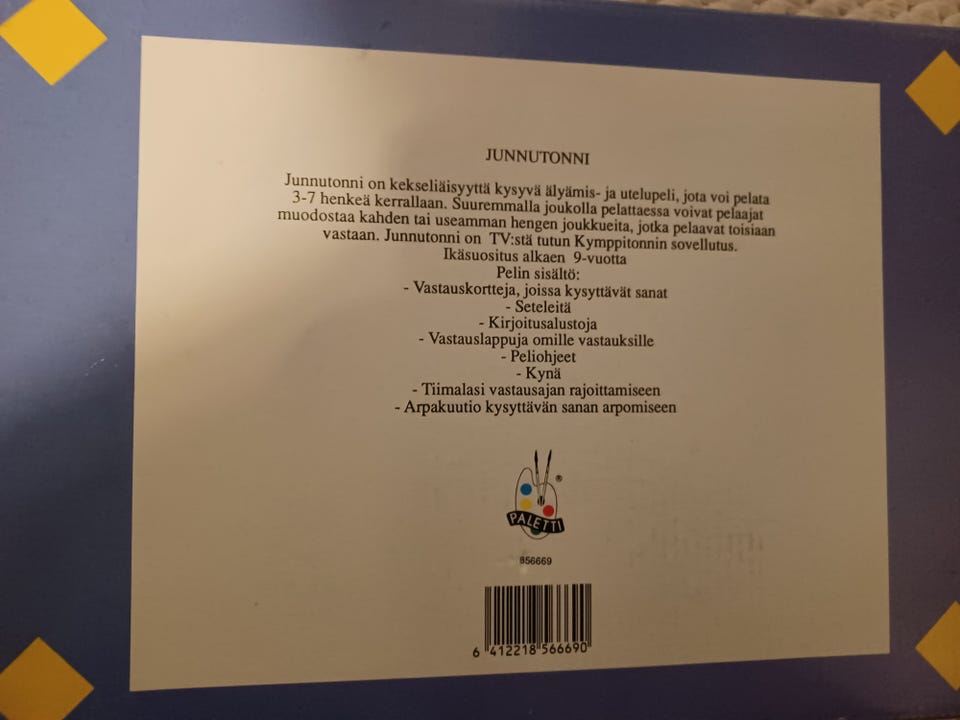 JUNNUTONNI
Junnutonni on kekseliäisyyttä kysyvä älyämis- ja utelupeli, jota voi pelata
3-7 henkeä kerrallaan. Suuremmalla joukolla pelattaessa voivat pelaajat
muodostaa kahden tai useamman hengen joukkueita, jotka pelaavat toisiaan
vastaan. Junnutonni on TV:stä tutun Kymppitonnin sovellutus.
Ikäsuositus alkaen 9-vuotta
Pelin sisältö:
- Vastauskortteja, joissa kysyttävät sanat
- Seteleitä
- Kirjoitusalustoja
- Vastauslappuja omille vastauksille
- Peliohjeet
- Kynä
- Tiimalasi vastausajan rajoittamiseen
- Arpakuutio kysyttävän sanan arpomiseen
®
PALETTI
856669
6 412218 566690